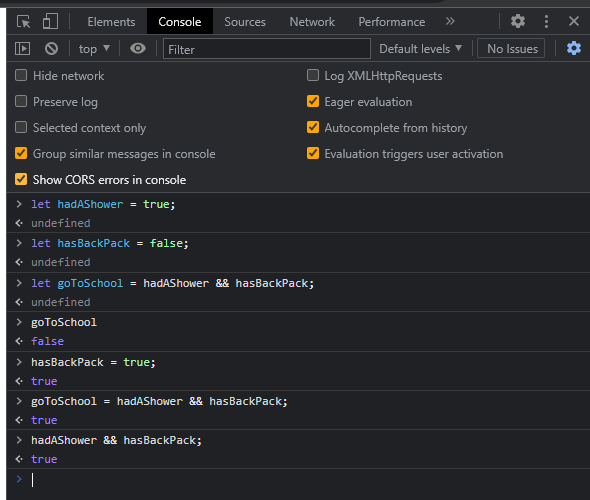 Elements Console Sources Network Performance »
top ▼ Filter Default levels ▼ No Issues
Hide network Log XMLHttpRequests
Preserve log Eager evaluation
Selected context only Autocomplete from history
Group similar messages in console Evaluation triggers user activation
Show CORS errors in console
> let hadAShower = true;
<· undefined
> let hasBackPack = false;
<· undefined
> let goToSchool = hadAShower && hasBackPack;
<· undefined
> goToSchool
<· false
> hasBackPack = true;
<· true
> goToSchool = hadAShower && hasBackPack;
<· true
> hadAShower && hasBackPack;
<· true
>